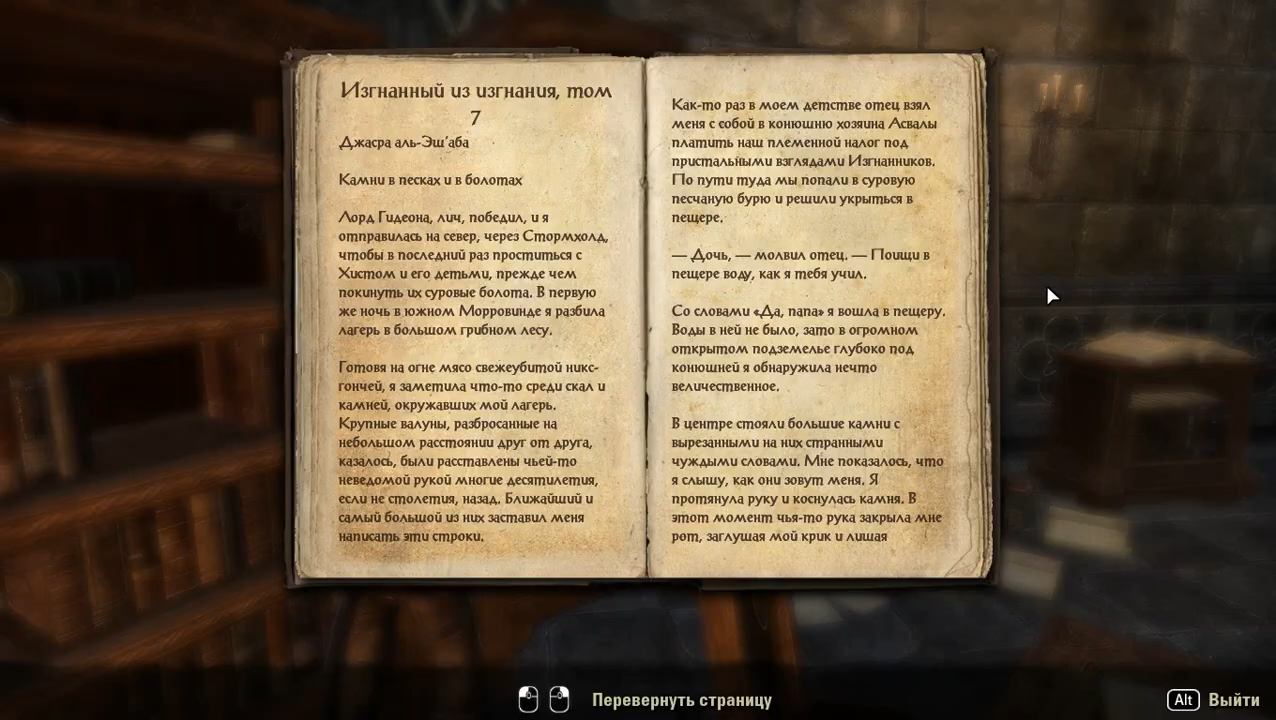 Изгнанный из изгнания, том
7
Джасра аль-Эш'аба
Камни в песках и в болотах
Лорд Гидеона, лич, победил, и я
отправилась на север, через Стормхолд,
чтобы в последний раз проститься с
Хистом и его детьми, прежде чем
покинуть их суровые болота. В первую
же ночь в южном Морровинде я разбила
лагерь в большом грибном лесу.
Готовя на огне мясо свежеубитой никс-
гончей, я заметила что-то среди скал и
камней, окружавших мой лагерь.
Крупные валуны, разбросанные на
небольшом расстоянии друг от друга,
казалось, были расставлены чьей-то
неведомой рукой многие десятилетия,
если не столетия, назад. Ближайший и
самый большой из них заставил меня
написать эти строки.
Как-то раз в моем детстве отец взял
меня с собой в конюшню хозяина Асвалы
платить наш племенной налог под
пристальными взглядами Изгнанников.
По пути туда мы попали в суровую
песчаную бурю и решили укрыться в
пещере.
— Дочь, — молвил отец. — Поищи в
пещере воду, как я тебя учил.
Со словами «Да, папа» я вошла в пещеру.
Воды в ней не было, зато в огромном
открытом подземелье глубоко под
конюшней я обнаружила нечто
величественное.
В центре стояли большие камни с
вырезанными на них странными
чуждыми словами. Мне показалось, что
я слышу, как они зовут меня. Я
протянула руку и коснулась камня. В
этот момент чья-то рука закрыла мне
рот, заглушая мой крик и лишая
Перевернуть страницу
Alt Выйти